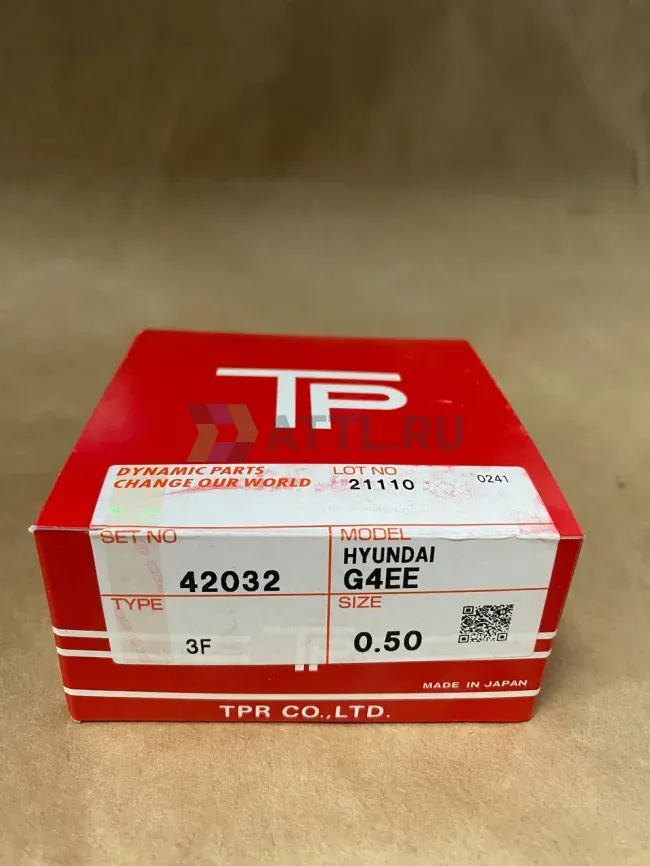 TP
ATTL.RU
DYNAMIC PARTS
CHANGE OUR WORLD
LOT NO
21110
0241
SET NO
42032
MODEL
HYUNDAI
G4EE
TYPE
3F
SIZE
0.50
TP
MADE IN JAPAN
TPR CO.,LTD.